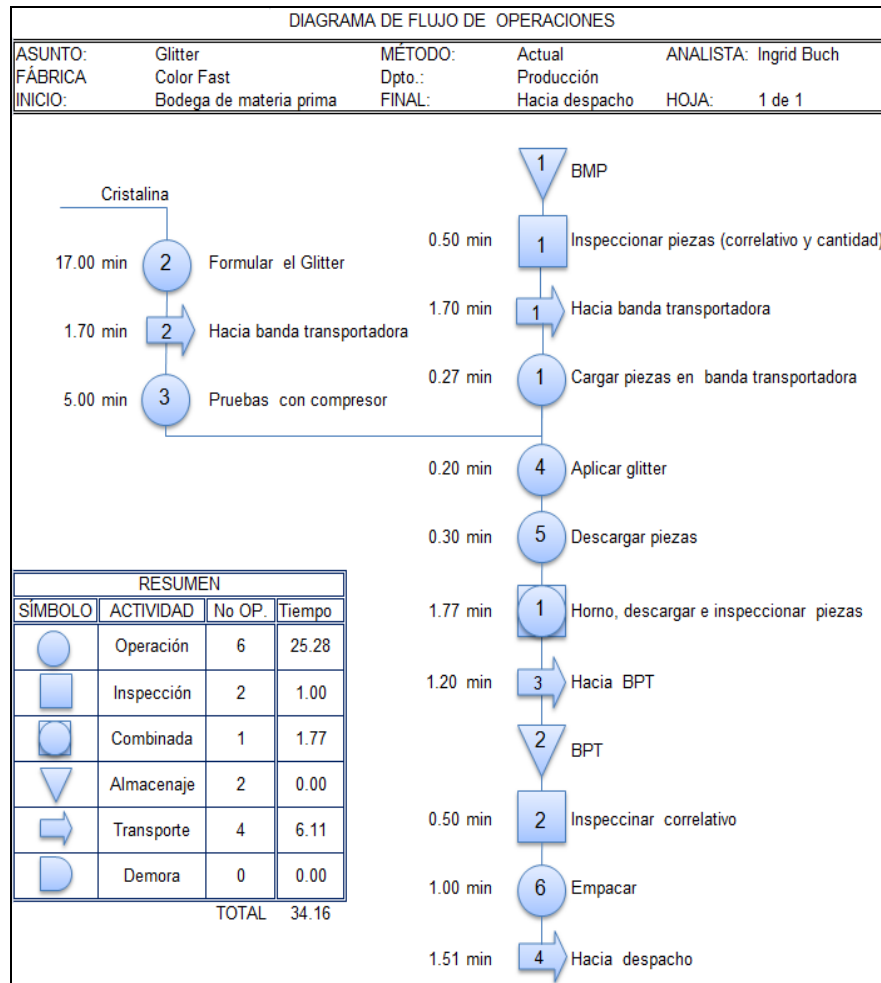 DIAGRAMA DE FLUJO DE OPERACIONES
ASUNTO: Glitter MÉTODO: Actual ANALISTA: Ingrid Buch
FÁBRICA Color Fast Dpto.: Producción
INICIO: Bodega de materia prima FINAL: Hacia despacho HOJA: 1 de 1
1 BMP
Cristalina
0.50 min 1 Inspeccionar piezas (correlativo y cantidad)
17.00 min 2 Formular el Glitter
1.70 min 1 Hacia banda transportadora
1.70 min 2 Hacia banda transportadora
0.27 min 1 Cargar piezas en banda transportadora
5.00 min 3 Pruebas con compresor
0.20 min 4 Aplicar glitter
0.30 min 5 Descargar piezas
1.77 min 1 Horno, descargar e inspeccionar piezas
1.20 min 3 Hacia BPT
2 BPT
0.50 min 2 Inspeccinar correlativo
1.00 min 6 Empacar
1.51 min 4 Hacia despacho
RESUMEN
SÍMBOLO ACTIVIDAD No OP. Tiempo
Operación 6 25.28
Inspección 2 1.00
Combinada 1 1.77
Almacenaje 2 0.00
Transporte 4 6.11
Demora 0 0.00
TOTAL 34.16